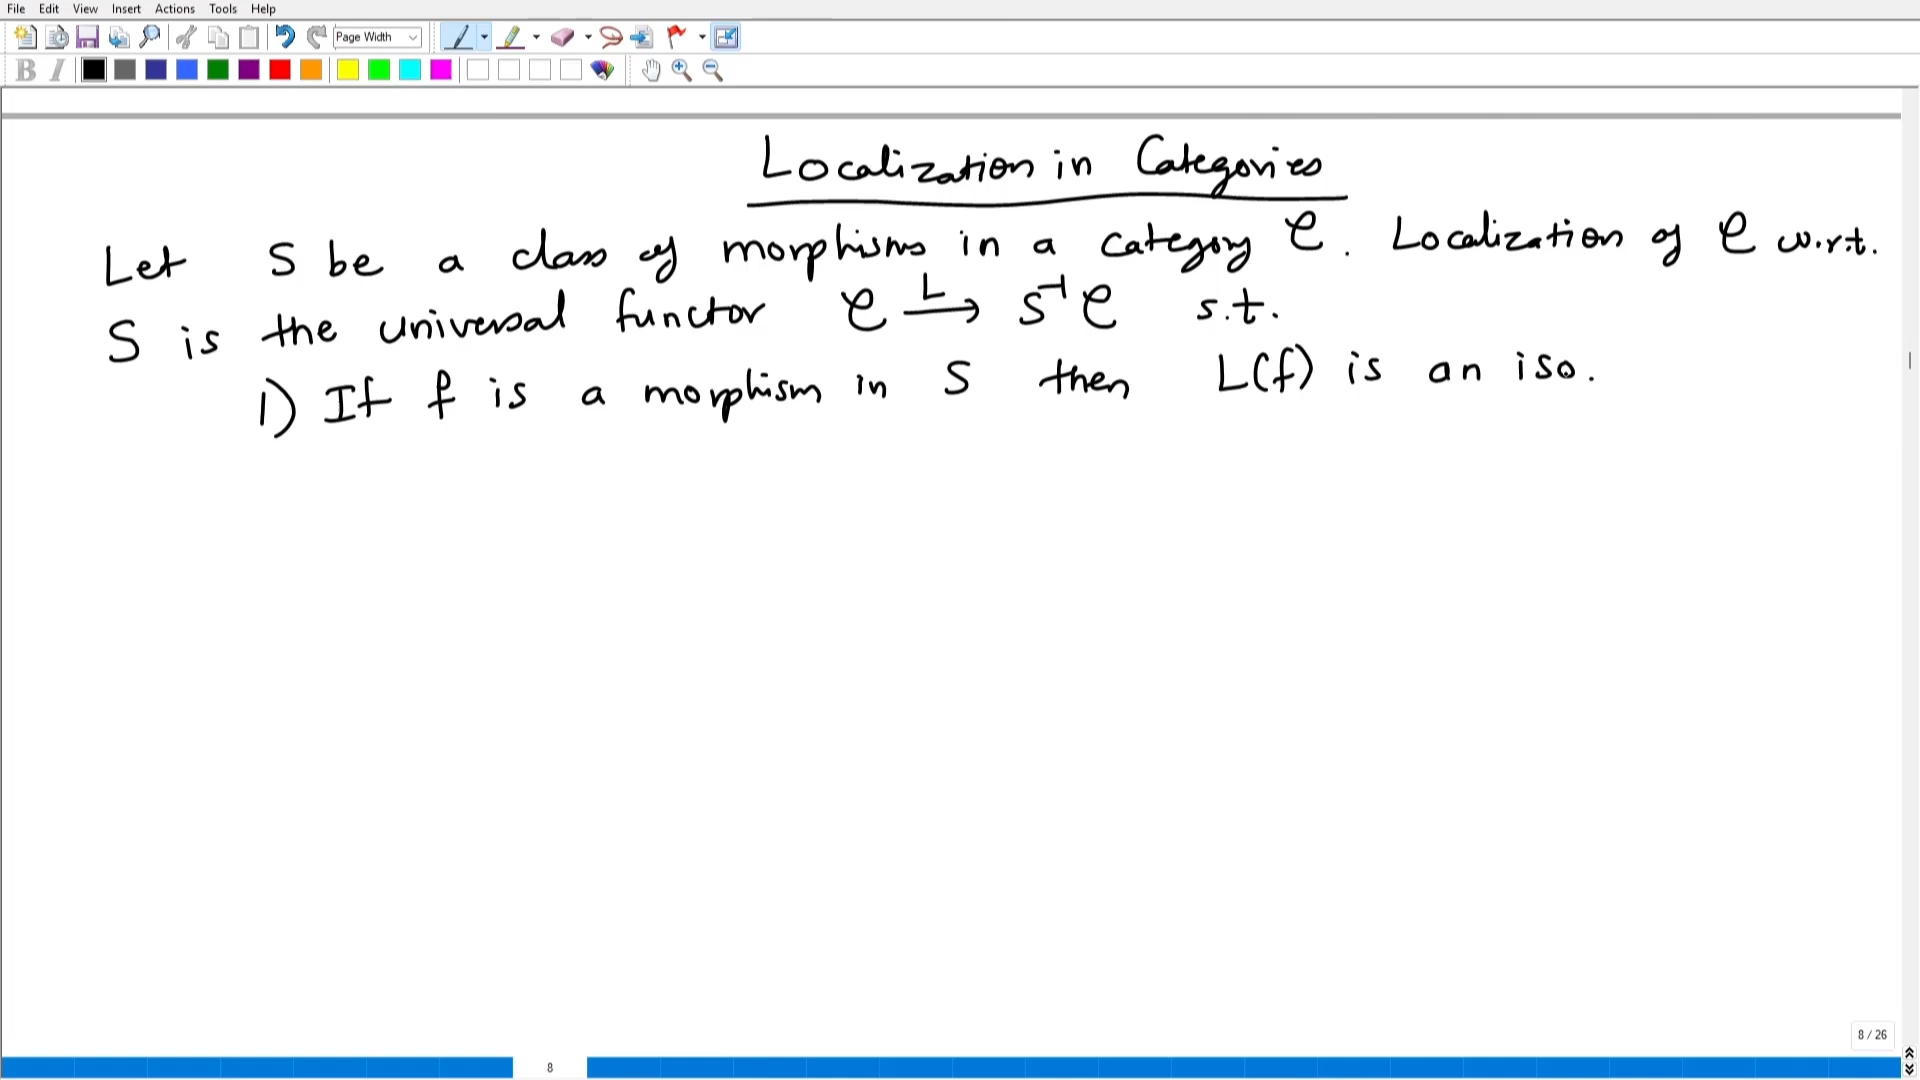 File Edit View Insert Actions Tools Help
Page Width
B I
Localization in Categories
Let S be a class of morphisms in a category C. Localization of C w.r.t.
S is the universal functor C →^L S⁻¹C s.t.
1) If f is a morphism in S then L(f) is an iso.
8 / 26
8